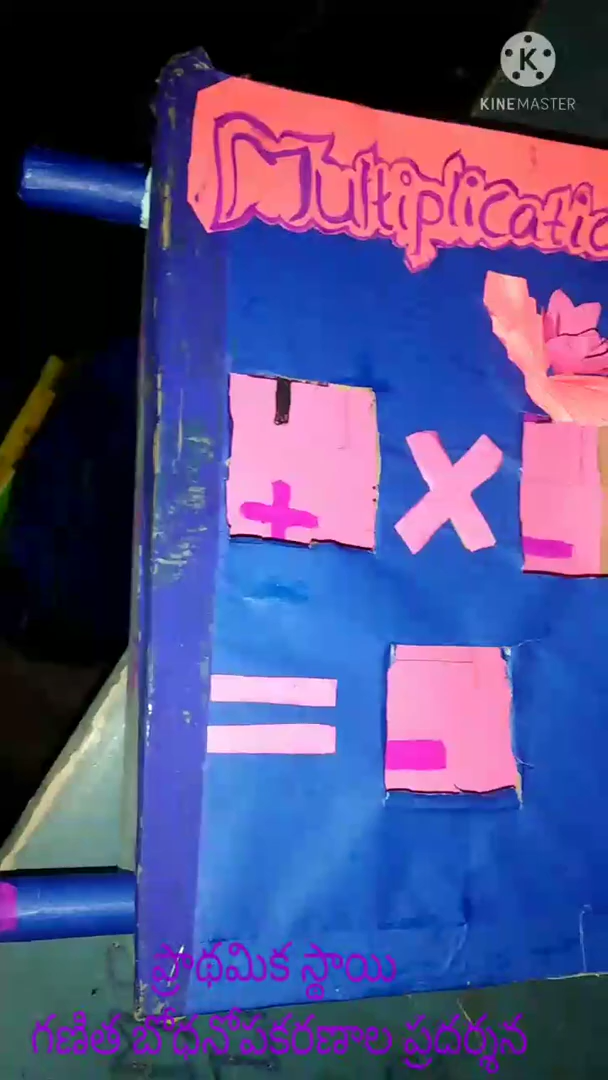 KINEMASTER
Multiplicatio
+ × -
= -
ప్రాథమిక స్థాయి
గణిత బోధనోపకరణాల ప్రదర్శన